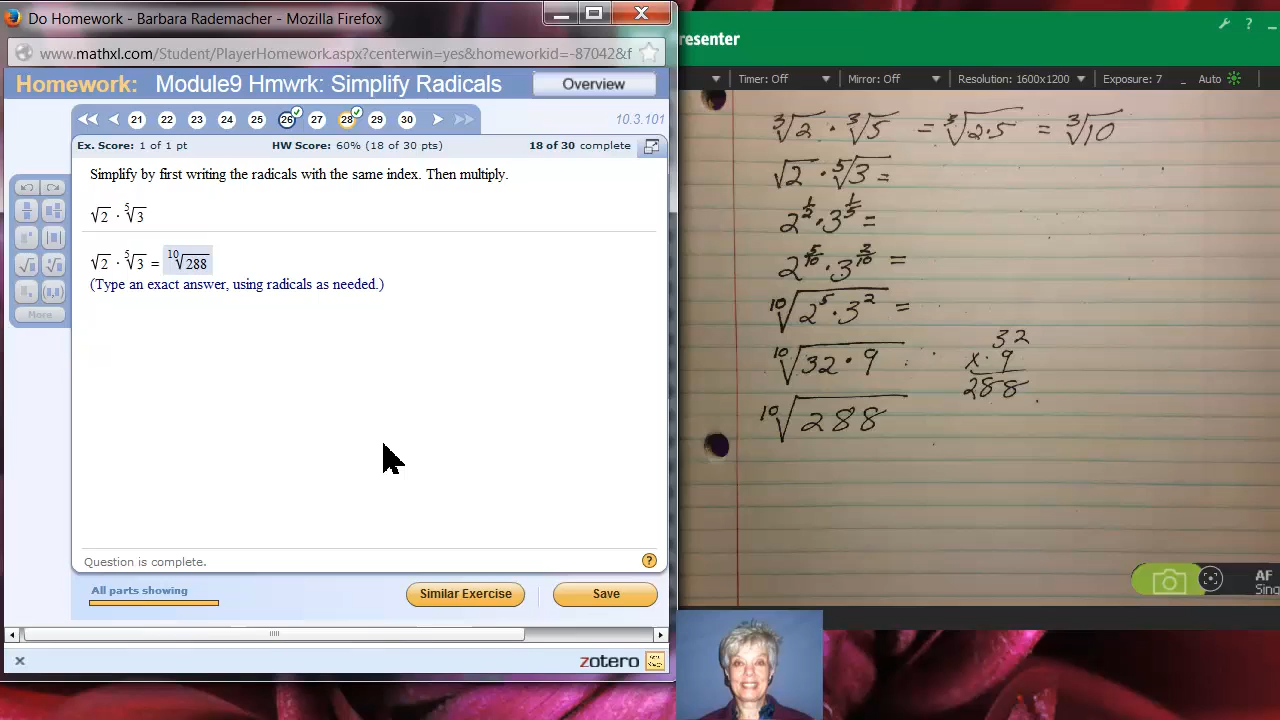 Do Homework - Barbara Rademacher - Mozilla Firefox
www.mathxl.com/Student/PlayerHomework.aspx?centerwin=yes&homeworkid=-87042&f
Homework: Module9 Hmwrk: Simplify Radicals
Overview
21 22 23 24 25 26 27 28 29 30
10.3.101
Ex. Score: 1 of 1 pt
HW Score: 60% (18 of 30 pts)
18 of 30 complete
Simplify by first writing the radicals with the same index. Then multiply.
√2 · ⁵√3
√2 · ⁵√3 = ¹⁰√288
(Type an exact answer, using radicals as needed.)
More
Question is complete.
?
All parts showing
Similar Exercise
Save
zotero
resenter
?
Timer: Off
Mirror: Off
Resolution: 1600x1200
Exposure: 7
Auto
³√2 · ³√5 = ³√2·5 = ³√10
√2 · ⁵√3 =
2^(1/2) · 3^(1/5) =
2^(5/10) · 3^(2/10) =
¹⁰√2⁵ · 3² =
¹⁰√32 · 9
¹⁰√288
32
x 9
288
AF
Sing